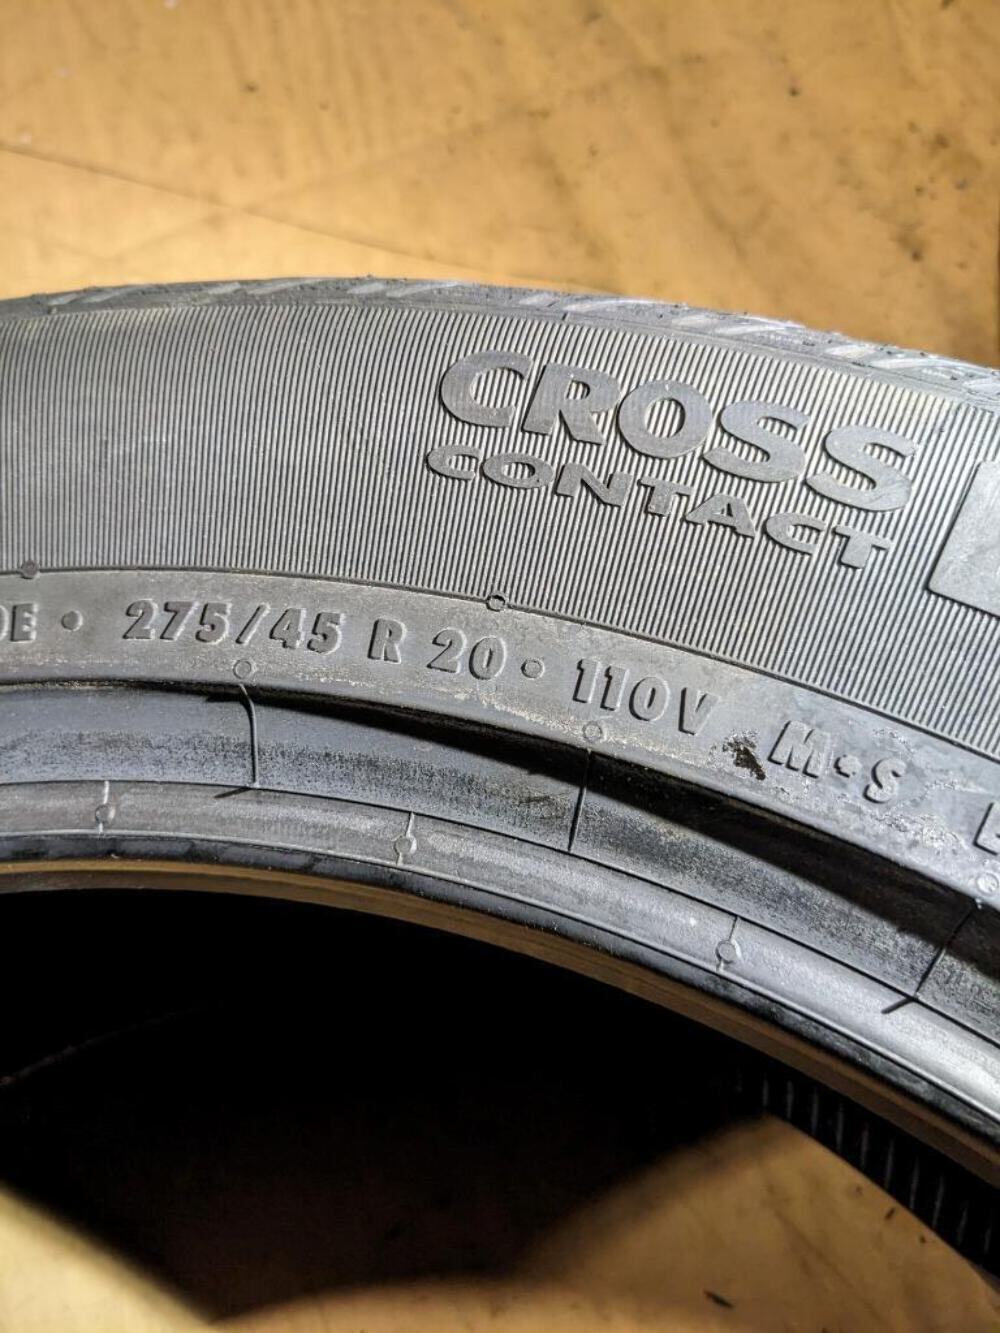 CROSS
CONTACT
275/45 R 20 • 110V M•S